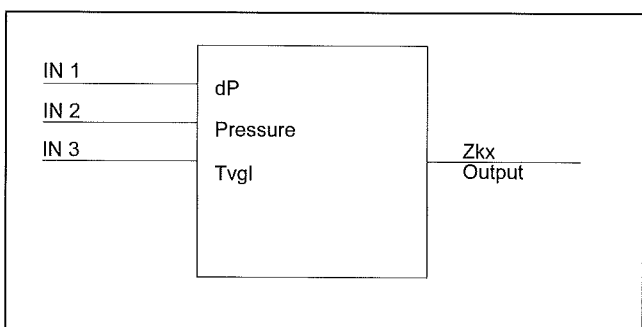 IN 1
dP
IN 2
Pressure
IN 3
Tvgl
Zkx
Output